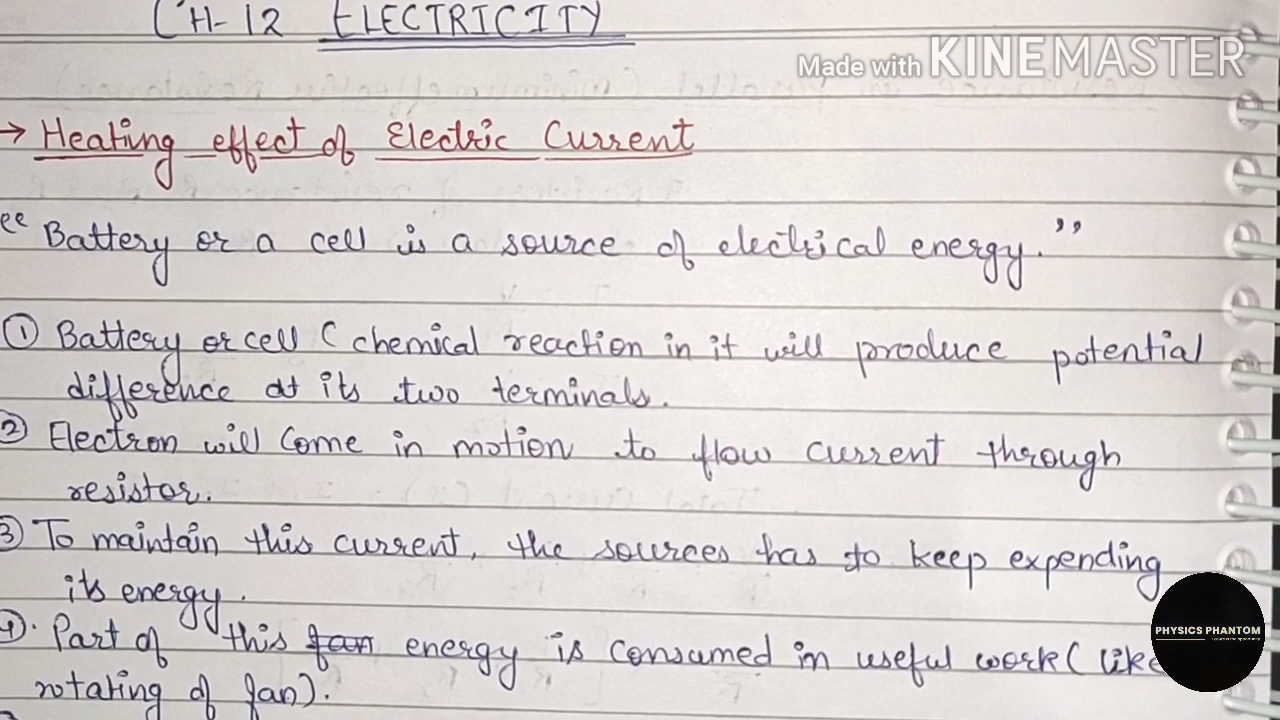 CH-12 ELECTRICITY
Made with KINEMASTER
→ Heating effect of Electric Current
“ Battery or a cell is a source of electrical energy. ”
① Battery or cell ( chemical reaction in it will produce potential
difference at its two terminals.
② Electron will come in motion to flow current through
resistor.
③ To maintain this current, the sources has to keep expending
its energy.
④. Part of this fan energy is consumed in useful work ( like
rotating of fan).
PHYSICS PHANTOM